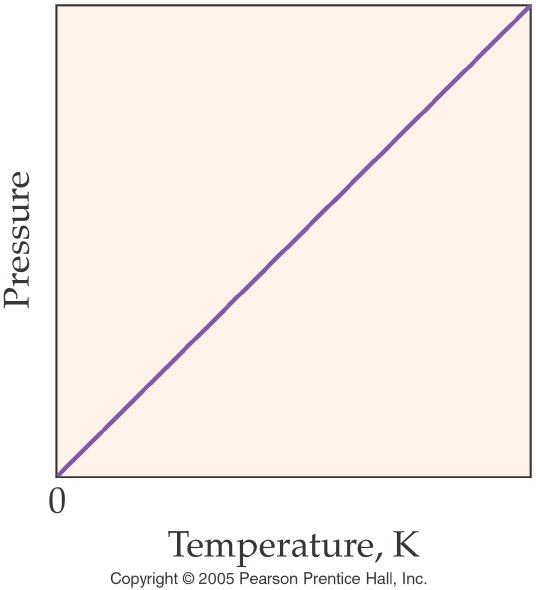 Pressure
0
Temperature, K
Copyright © 2005 Pearson Prentice Hall, Inc.